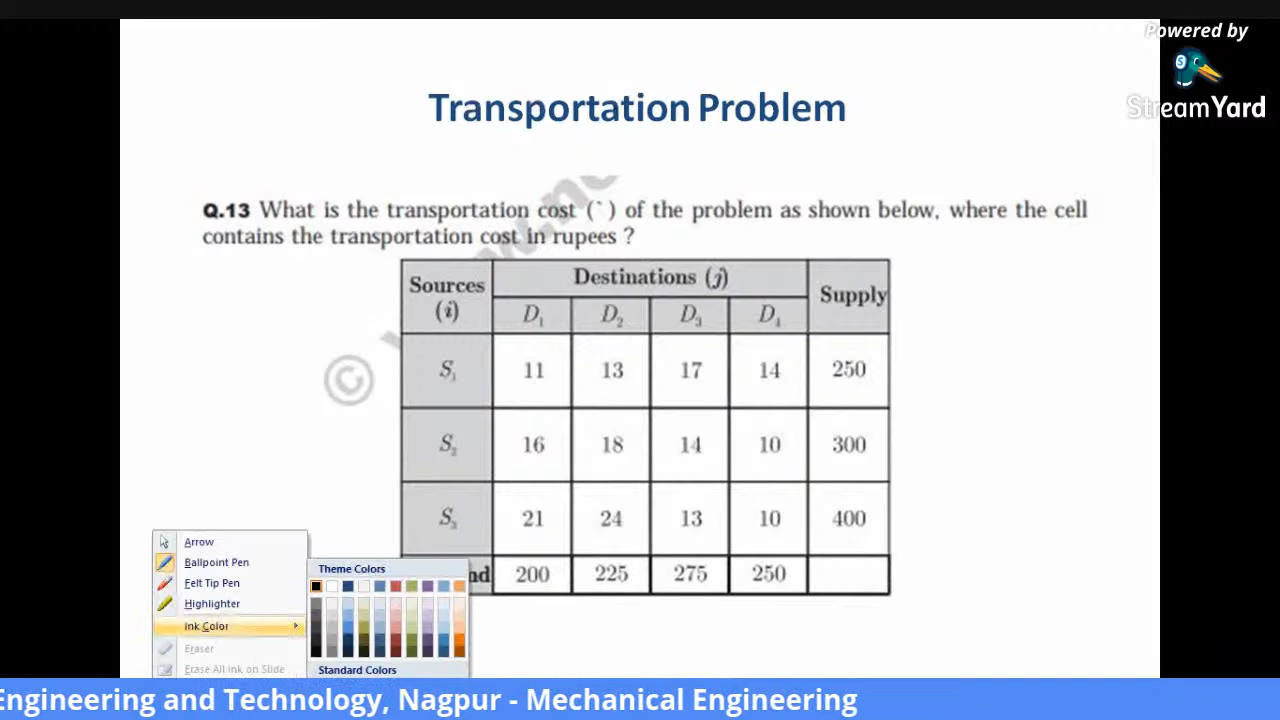 Powered by
StreamYard
Transportation Problem
Q.13 What is the transportation cost (`) of the problem as shown below, where the cell
contains the transportation cost in rupees ?
Sources (i) Destinations (j) Supply
D₁ D₂ D₃ D₄
S₁ 11 13 17 14 250
S₂ 16 18 14 10 300
S₃ 21 24 13 10 400
nd 200 225 275 250
©
Arrow
Ballpoint Pen
Felt Tip Pen
Highlighter
Ink Color
Eraser
Erase All Ink on Slide
Theme Colors
Standard Colors
Engineering and Technology, Nagpur - Mechanical Engineering